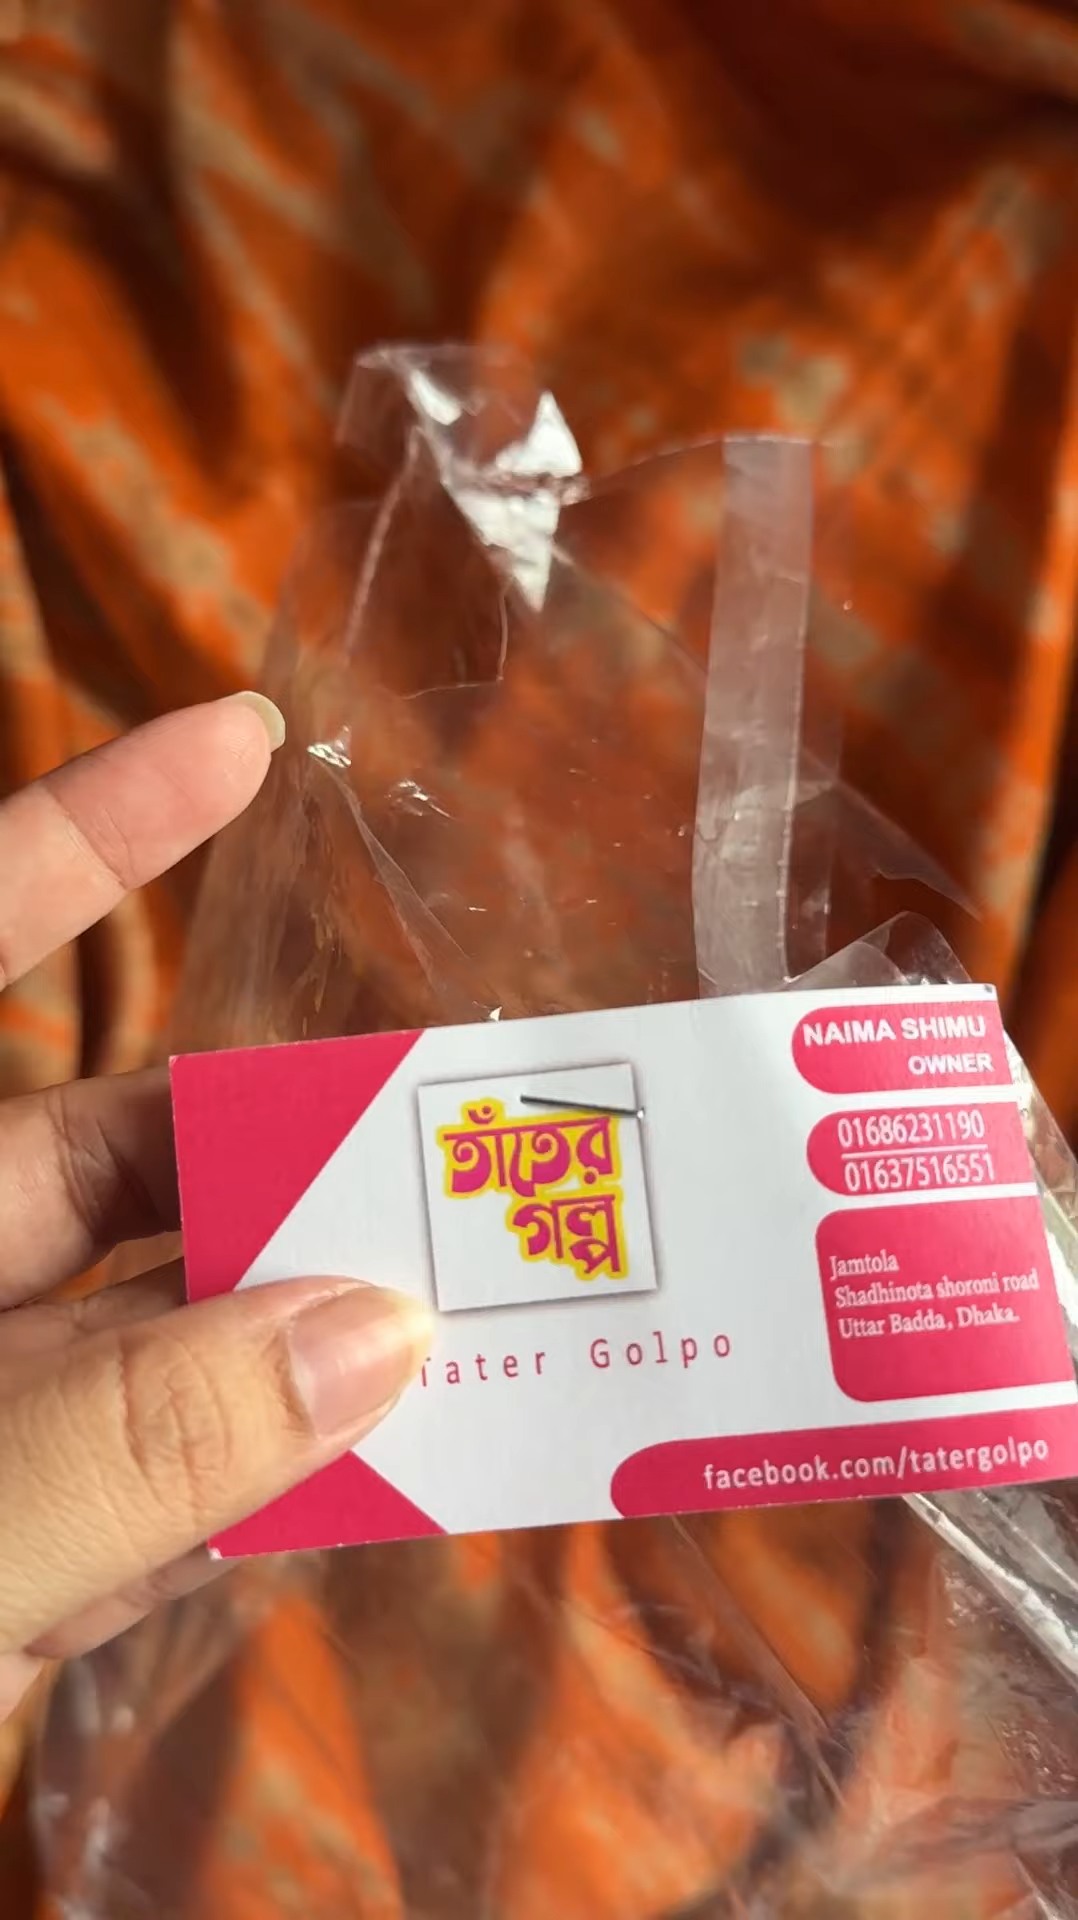 তাঁতের
গল্প
Tater Golpo
NAIMA SHIMU
OWNER
01686231190
01637516551
Jamtola
Shadhinota shoroni road
Uttar Badda, Dhaka.
facebook.com/tatergolpo